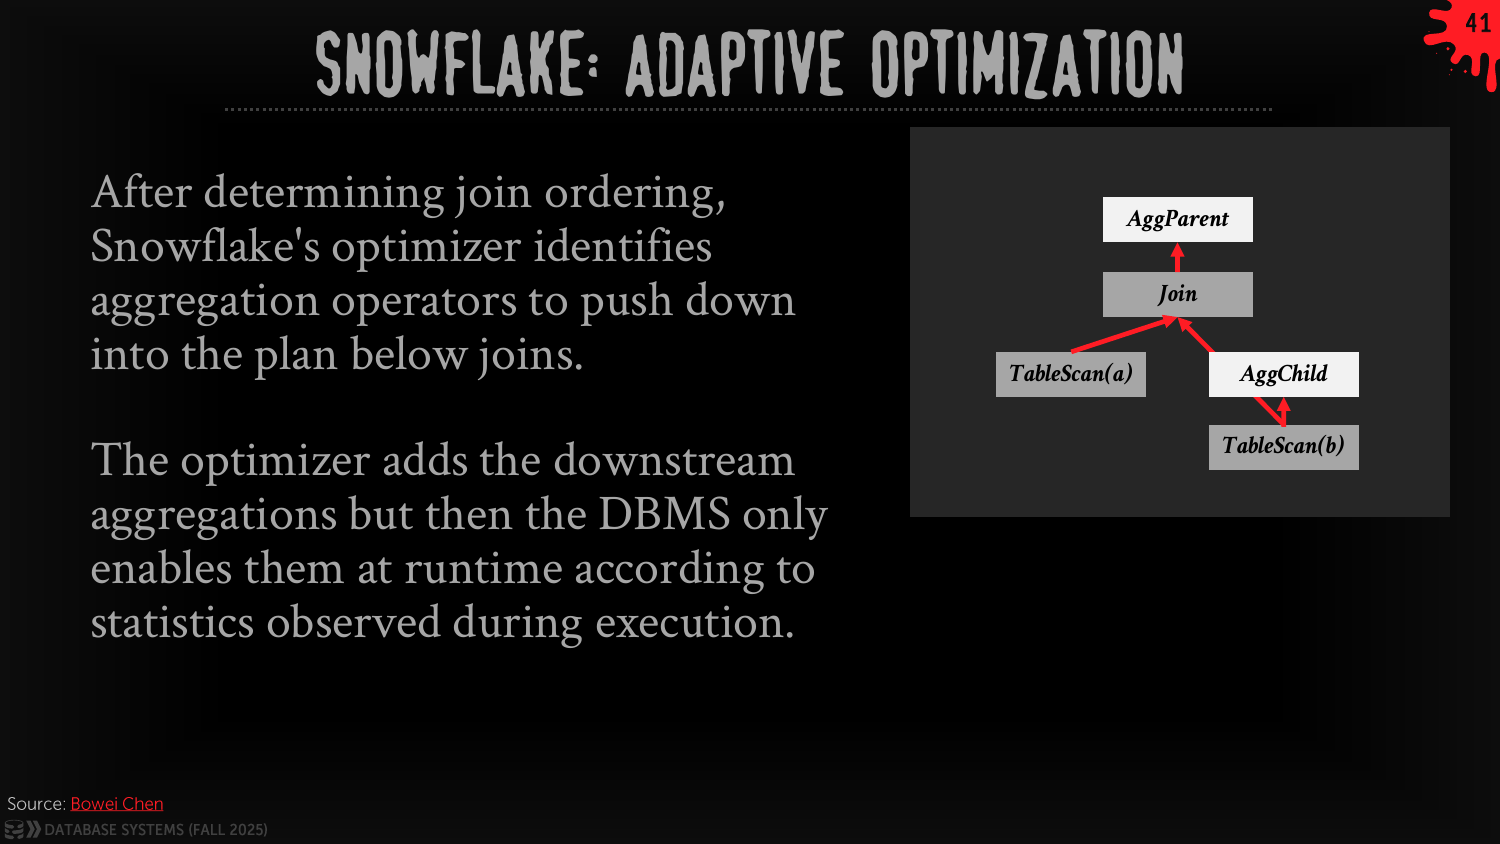 41
SNOWFLAKE: ADAPTIVE OPTIMIZATION
After determining join ordering,
Snowflake's optimizer identifies
aggregation operators to push down
into the plan below joins.
The optimizer adds the downstream
aggregations but then the DBMS only
enables them at runtime according to
statistics observed during execution.
AggParent
Join
TableScan(a)
AggChild
TableScan(b)
Source: Bowei Chen
DATABASE SYSTEMS (FALL 2025)